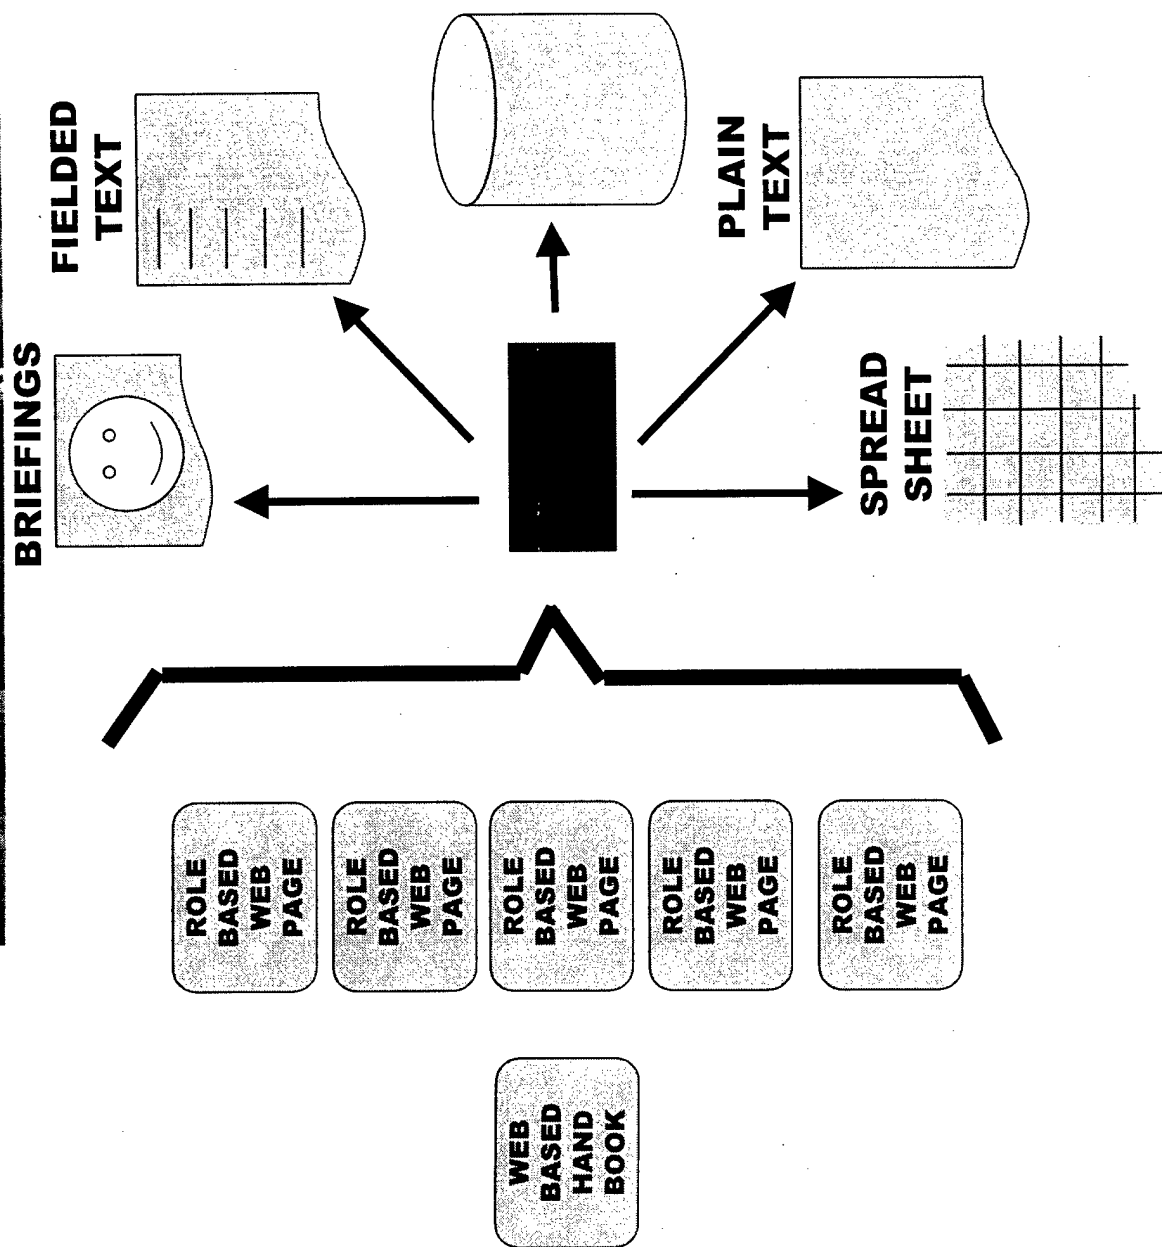 WEB
BASED
HAND
BOOK
ROLE
BASED
WEB
PAGE
ROLE
BASED
WEB
PAGE
ROLE
BASED
WEB
PAGE
ROLE
BASED
WEB
PAGE
ROLE
BASED
WEB
PAGE
BRIEFINGS
FIELDED
TEXT
PLAIN
TEXT
SPREAD
SHEET